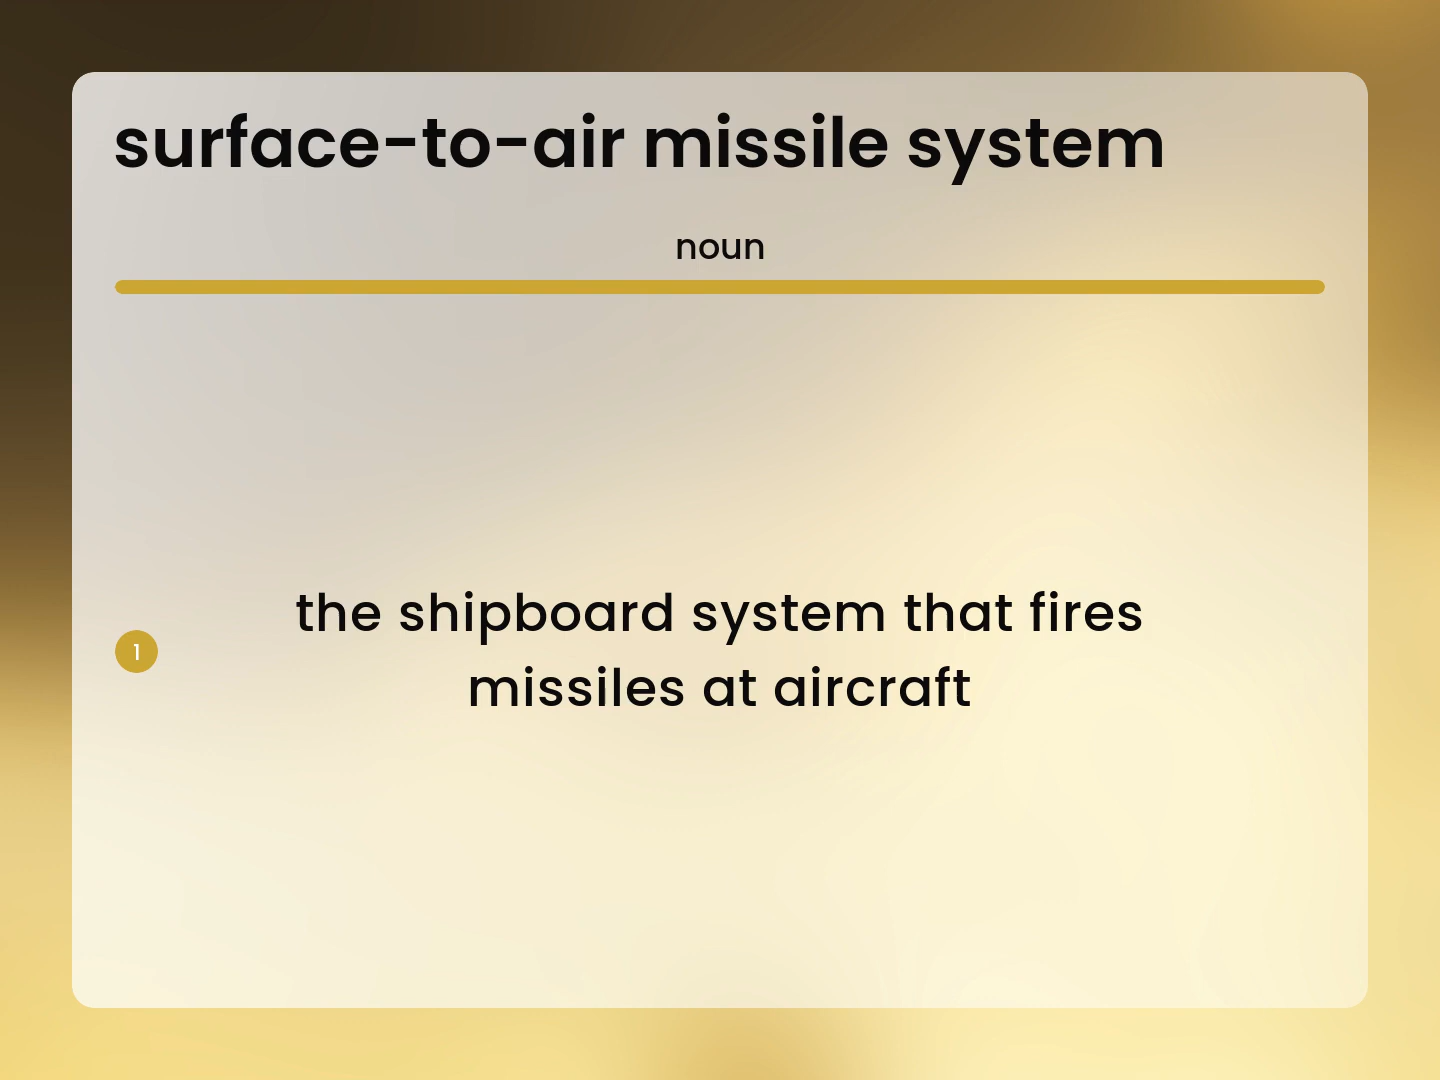 surface-to-air missile system
noun
1
the shipboard system that fires
missiles at aircraft